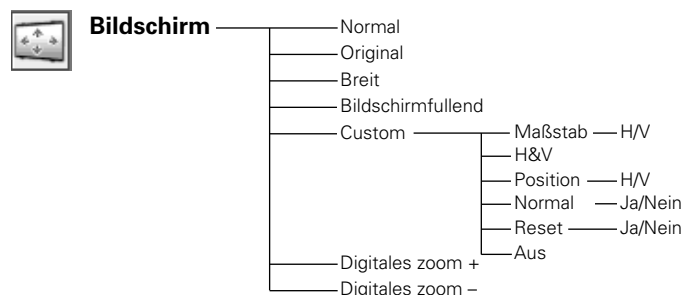 Bildschirm
Normal
Original
Breit
Bildschirmfullend
Custom
Maßstab H/V
H&V
Position H/V
Normal Ja/Nein
Reset Ja/Nein
Aus
Digitales zoom +
Digitales zoom –